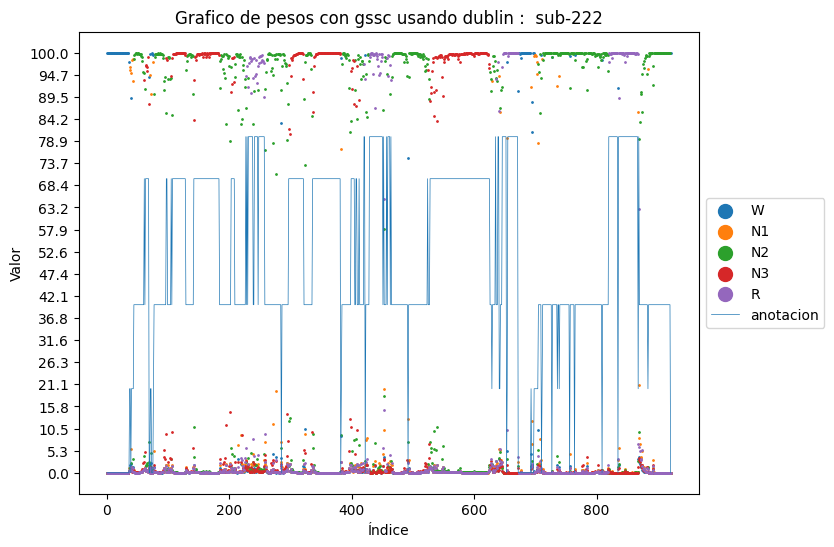 Grafico de pesos con gssc usando dublin :  sub-222
100.0
94.7
89.5
84.2
78.9
73.7
68.4
63.2
57.9
52.6
47.4
42.1
36.8
31.6
26.3
21.1
15.8
10.5
5.3
0.0
Valor
0
200
400
600
800
Índice
W
N1
N2
N3
R
anotacion